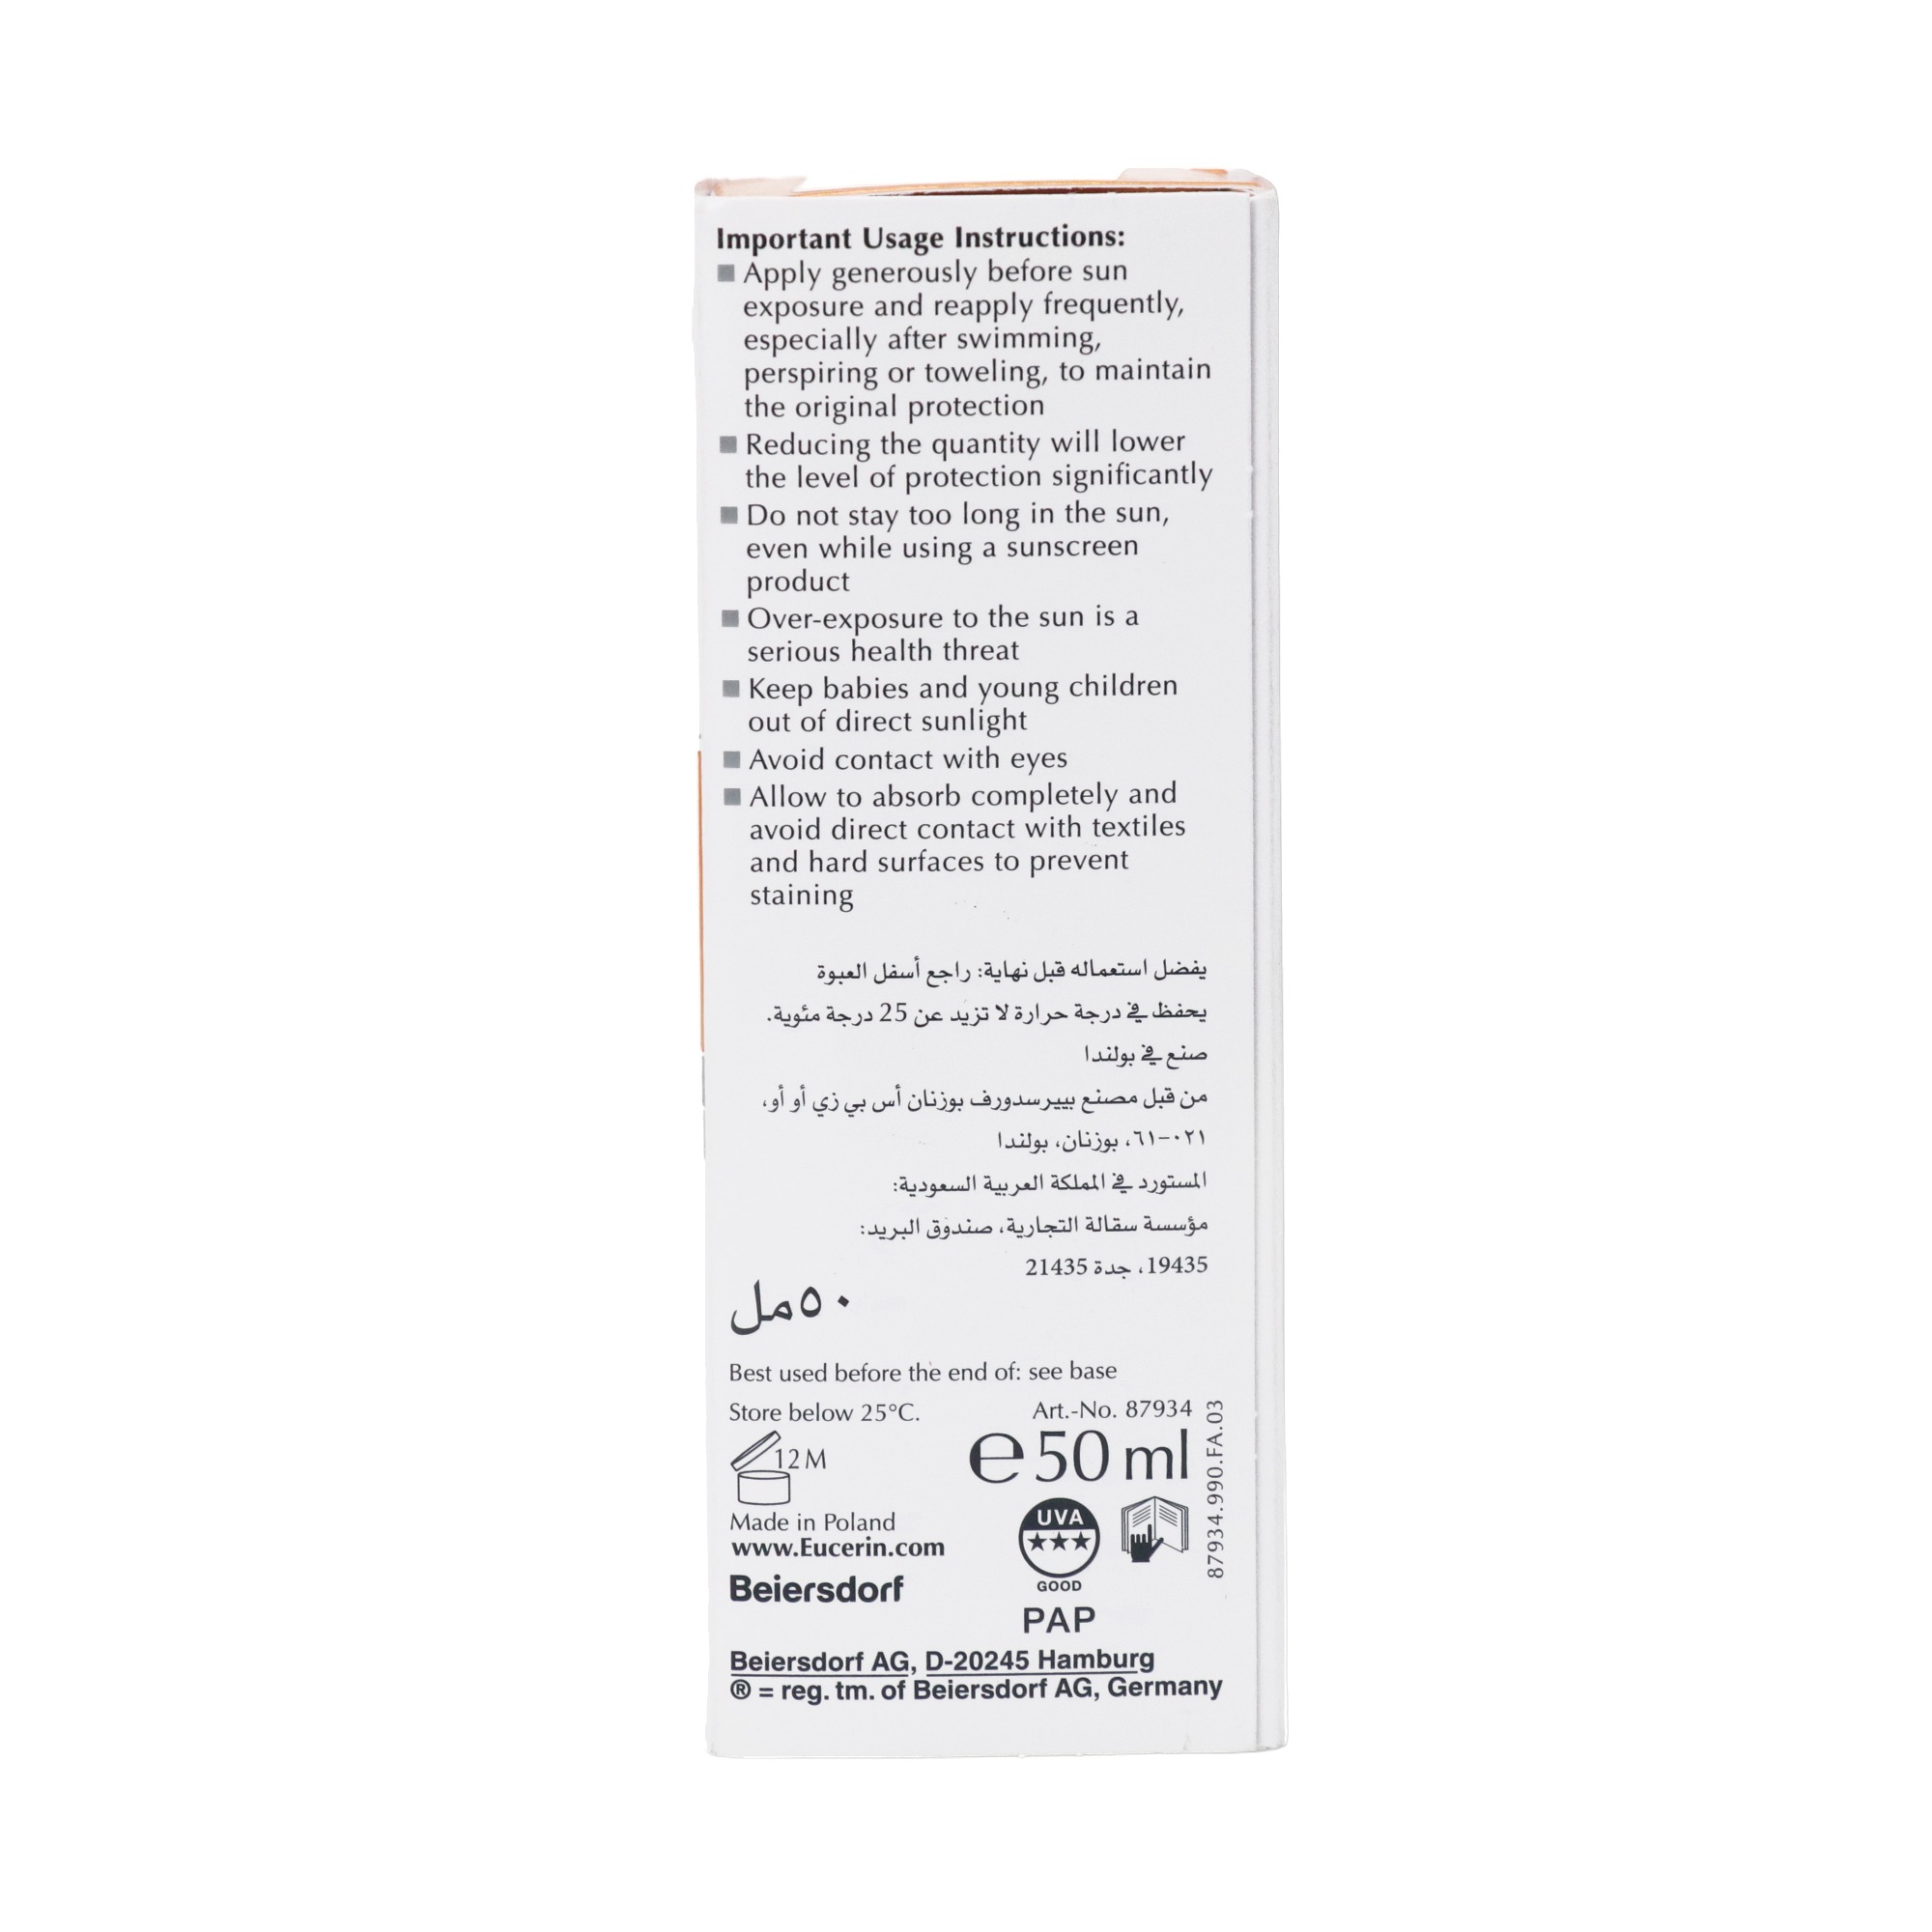 Important Usage Instructions:
■ Apply generously before sun
exposure and reapply frequently,
especially after swimming,
perspiring or toweling, to maintain
the original protection
■ Reducing the quantity will lower
the level of protection significantly
■ Do not stay too long in the sun,
even while using a sunscreen
product
■ Over-exposure to the sun is a
serious health threat
■ Keep babies and young children
out of direct sunlight
■ Avoid contact with eyes
■ Allow to absorb completely and
avoid direct contact with textiles
and hard surfaces to prevent
staining
يفضل استعماله قبل نهاية: راجع أسفل العبوة
يحفظ في درجة حرارة لا تزيد عن 25 درجة مئوية.
صنع في بولندا
من قبل مصنع بييرسدورف بوزنان أس بي زي أو أو،
٠٢١-٦١، بوزنان، بولندا
المستورد في المملكة العربية السعودية:
مؤسسة سقالة التجارية، صندوق البريد:
19435، جدة 21435
٥٠مل
Best used before the end of: see base
Store below 25°C.
Art.-No. 87934
12M
e 50 ml
87934.990.FA.03
Made in Poland
www.Eucerin.com
UVA
★★★
GOOD
Beiersdorf
PAP
Beiersdorf AG, D-20245 Hamburg
® = reg. tm. of Beiersdorf AG, Germany